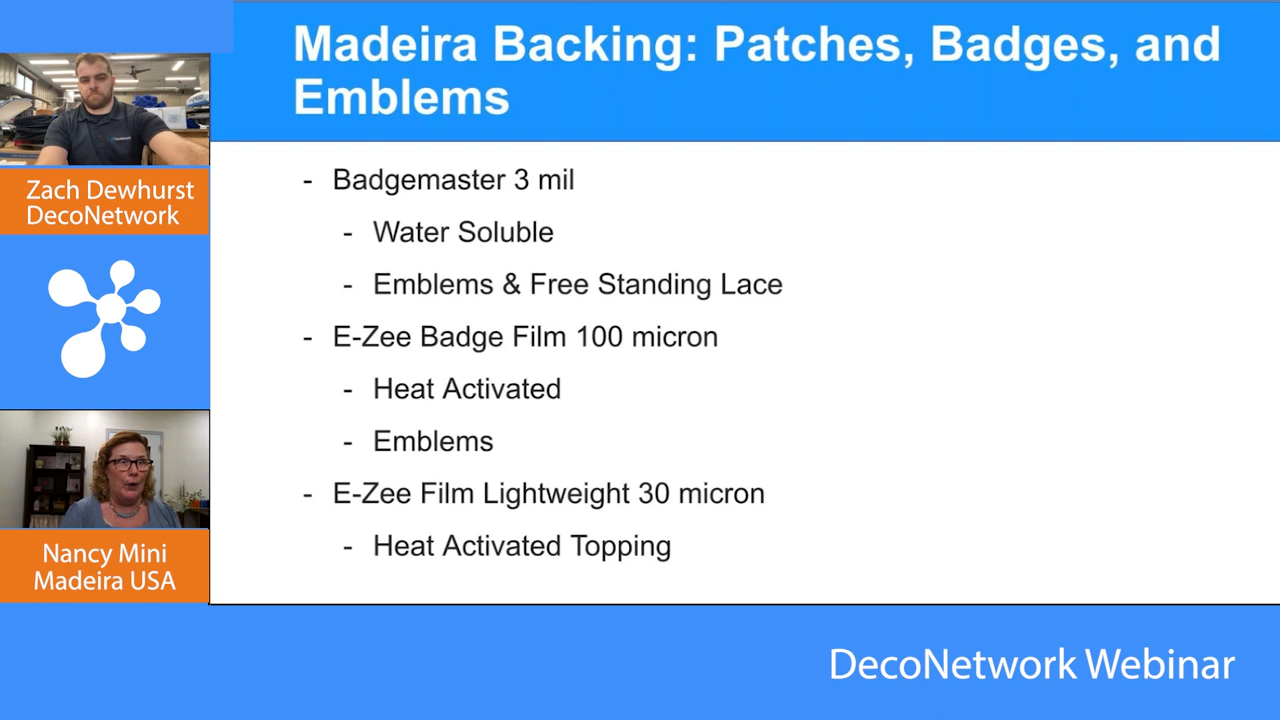 Madeira Backing: Patches, Badges, and
Emblems
- Badgemaster 3 mil
- Water Soluble
- Emblems & Free Standing Lace
- E-Zee Badge Film 100 micron
- Heat Activated
- Emblems
- E-Zee Film Lightweight 30 micron
- Heat Activated Topping
Zach Dewhurst
DecoNetwork
Nancy Mini
Madeira USA
DecoNetwork Webinar